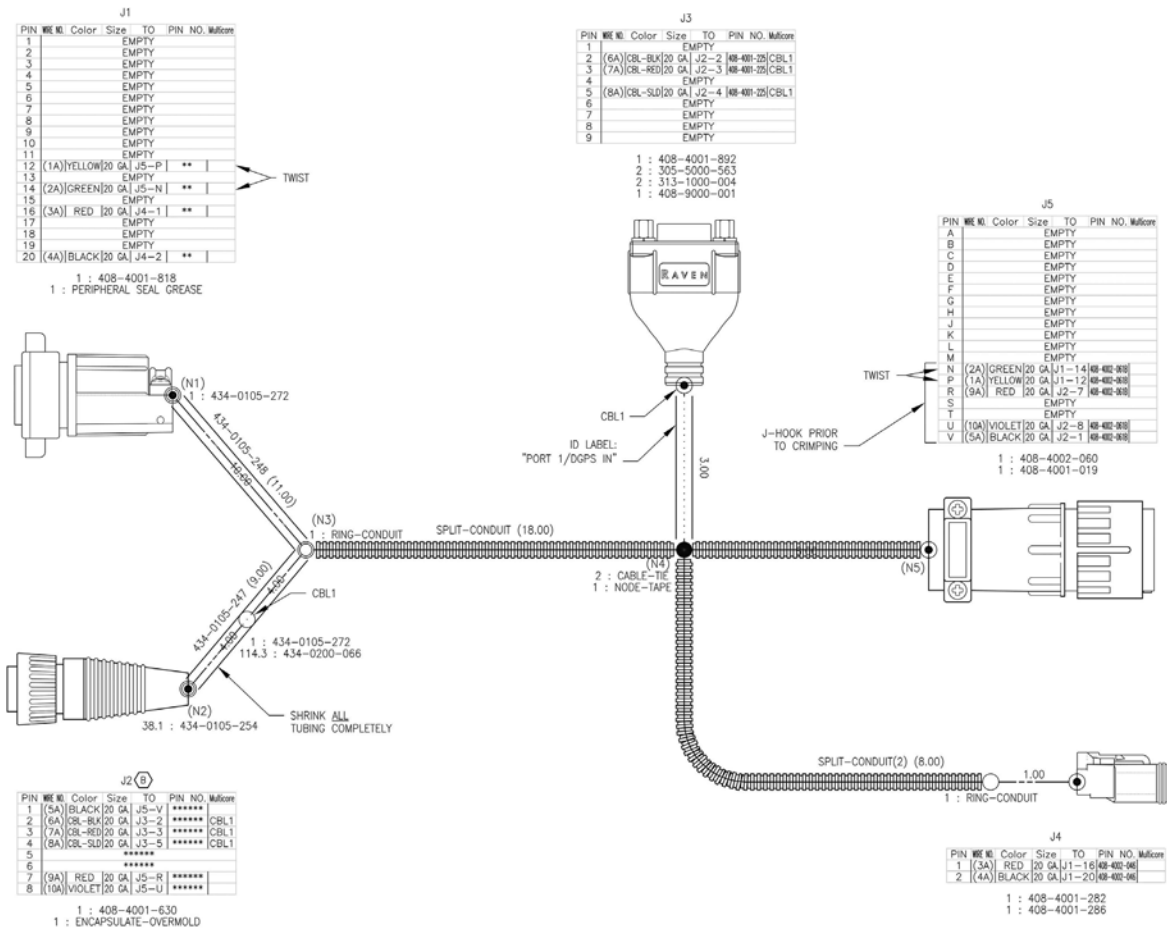 J1
PIN WRE NO. Color Size TO PIN NO. Multicore
1 EMPTY
2 EMPTY
3 EMPTY
4 EMPTY
5 EMPTY
6 EMPTY
7 EMPTY
8 EMPTY
9 EMPTY
10 EMPTY
11 EMPTY
12 (1A) YELLOW 20 GA. J5-P **
13 EMPTY
14 (2A) GREEN 20 GA. J5-N **
15 EMPTY
16 (3A) RED 20 GA. J4-1 **
17 EMPTY
18 EMPTY
19 EMPTY
20 (4A) BLACK 20 GA. J4-2 **
TWIST
1 : 408-4001-818
1 : PERIPHERAL SEAL GREASE
J3
PIN WRE NO. Color Size TO PIN NO. Multicore
1 EMPTY
2 (6A) CBL-BLK 20 GA. J2-2 408-4001-225 CBL1
3 (7A) CBL-RED 20 GA. J2-3 408-4001-225 CBL1
4 EMPTY
5 (8A) CBL-SLD 20 GA. J2-4 408-4001-225 CBL1
6 EMPTY
7 EMPTY
8 EMPTY
9 EMPTY
1 : 408-4001-892
2 : 305-5000-563
2 : 313-1000-004
1 : 408-9000-001
RAVEN
CBL1
ID LABEL:
"PORT 1/DGPS IN"
3.00
J5
PIN WRE NO. Color Size TO PIN NO. Multicore
A EMPTY
B EMPTY
C EMPTY
D EMPTY
E EMPTY
F EMPTY
G EMPTY
H EMPTY
J EMPTY
K EMPTY
L EMPTY
M EMPTY
N (2A) GREEN 20 GA. J1-14 408-4002-061B
P (1A) YELLOW 20 GA. J1-12 408-4002-061B
R (9A) RED 20 GA. J2-7 408-4002-061B
S EMPTY
T EMPTY
U (10A) VIOLET 20 GA. J2-8 408-4002-061B
V (5A) BLACK 20 GA. J2-1 408-4002-061B
TWIST
J-HOOK PRIOR
TO CRIMPING
1 : 408-4002-060
1 : 408-4001-019
(N1)
1 : 434-0105-272
434-0105-248 (11.00)
10.00
(N3)
1 : RING-CONDUIT
SPLIT-CONDUIT (18.00)
(N4)
2 : CABLE-TIE
1 : NODE-TAPE
(N5)
434-0105-247 (9.00)
4.00
4.00
CBL1
1 : 434-0105-272
114.3 : 434-0200-066
(N2)
38.1 : 434-0105-254
SHRINK ALL
TUBING COMPLETELY
SPLIT-CONDUIT(2) (8.00)
1.00
1 : RING-CONDUIT
J2 B
PIN WRE NO. Color Size TO PIN NO. Multicore
1 (5A) BLACK 20 GA. J5-V ******
2 (6A) CBL-BLK 20 GA. J3-2 ****** CBL1
3 (7A) CBL-RED 20 GA. J3-3 ****** CBL1
4 (8A) CBL-SLD 20 GA. J3-5 ****** CBL1
5 ******
6 ******
7 (9A) RED 20 GA. J5-R ******
8 (10A) VIOLET 20 GA. J5-U ******
1 : 408-4001-630
1 : ENCAPSULATE-OVERMOLD
J4
PIN WRE NO. Color Size TO PIN NO. Multicore
1 (3A) RED 20 GA. J1-16 408-4002-046
2 (4A) BLACK 20 GA. J1-20 408-4002-046
1 : 408-4001-282
1 : 408-4001-286